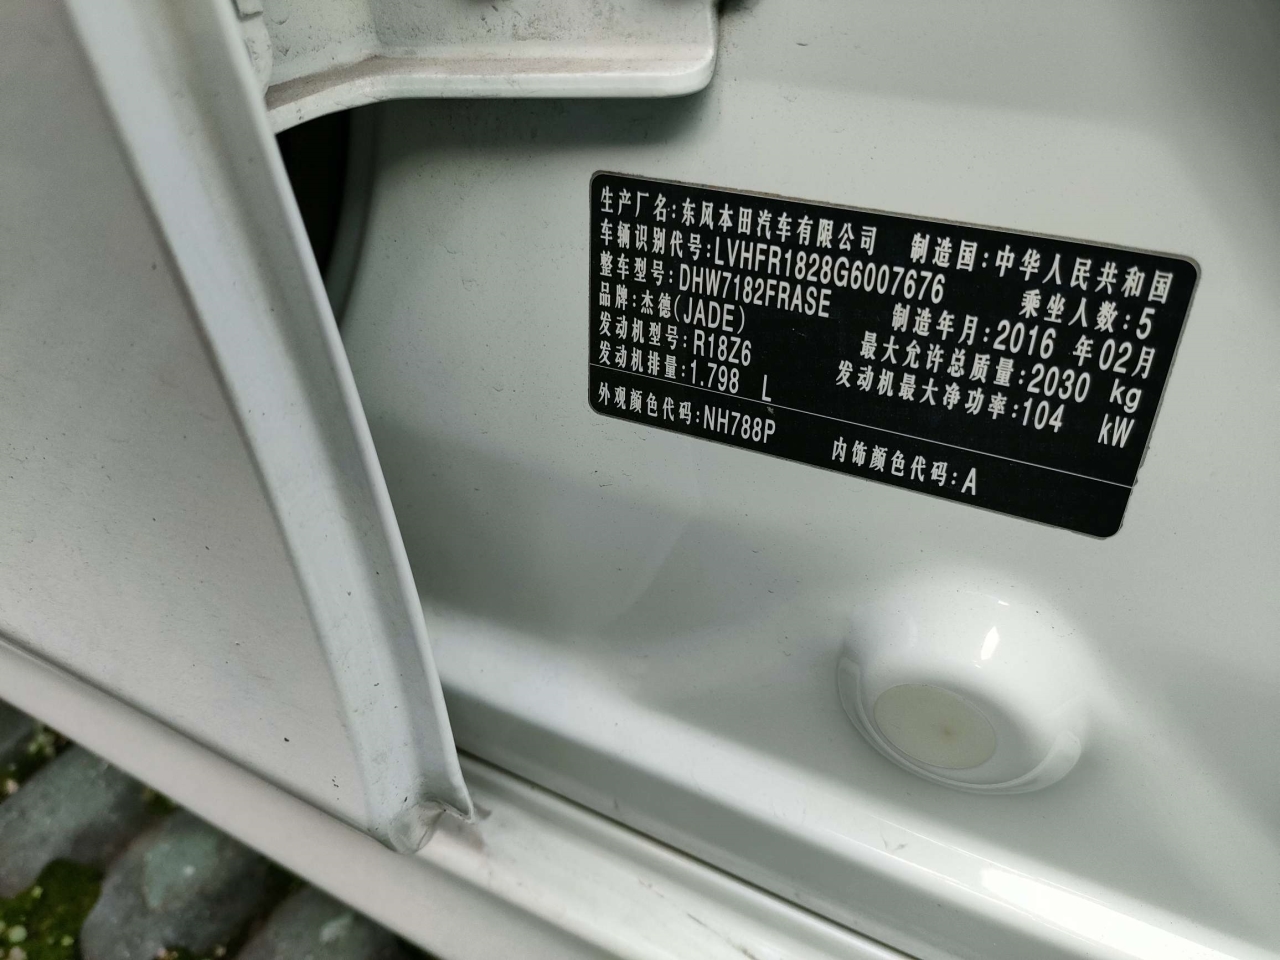 生产厂名:东风本田汽车有限公司 制造国:中华人民共和国
车辆识别代号:LVHFR1828G6007676 乘坐人数:5
整车型号:DHW7182FRASE 制造年月:2016 年02月
品牌:杰德(JADE) 最大允许总质量:2030 kg
发动机型号:R18Z6 发动机最大净功率:104 kW
发动机排量:1.798 L
外观颜色代码:NH788P 内饰颜色代码:A